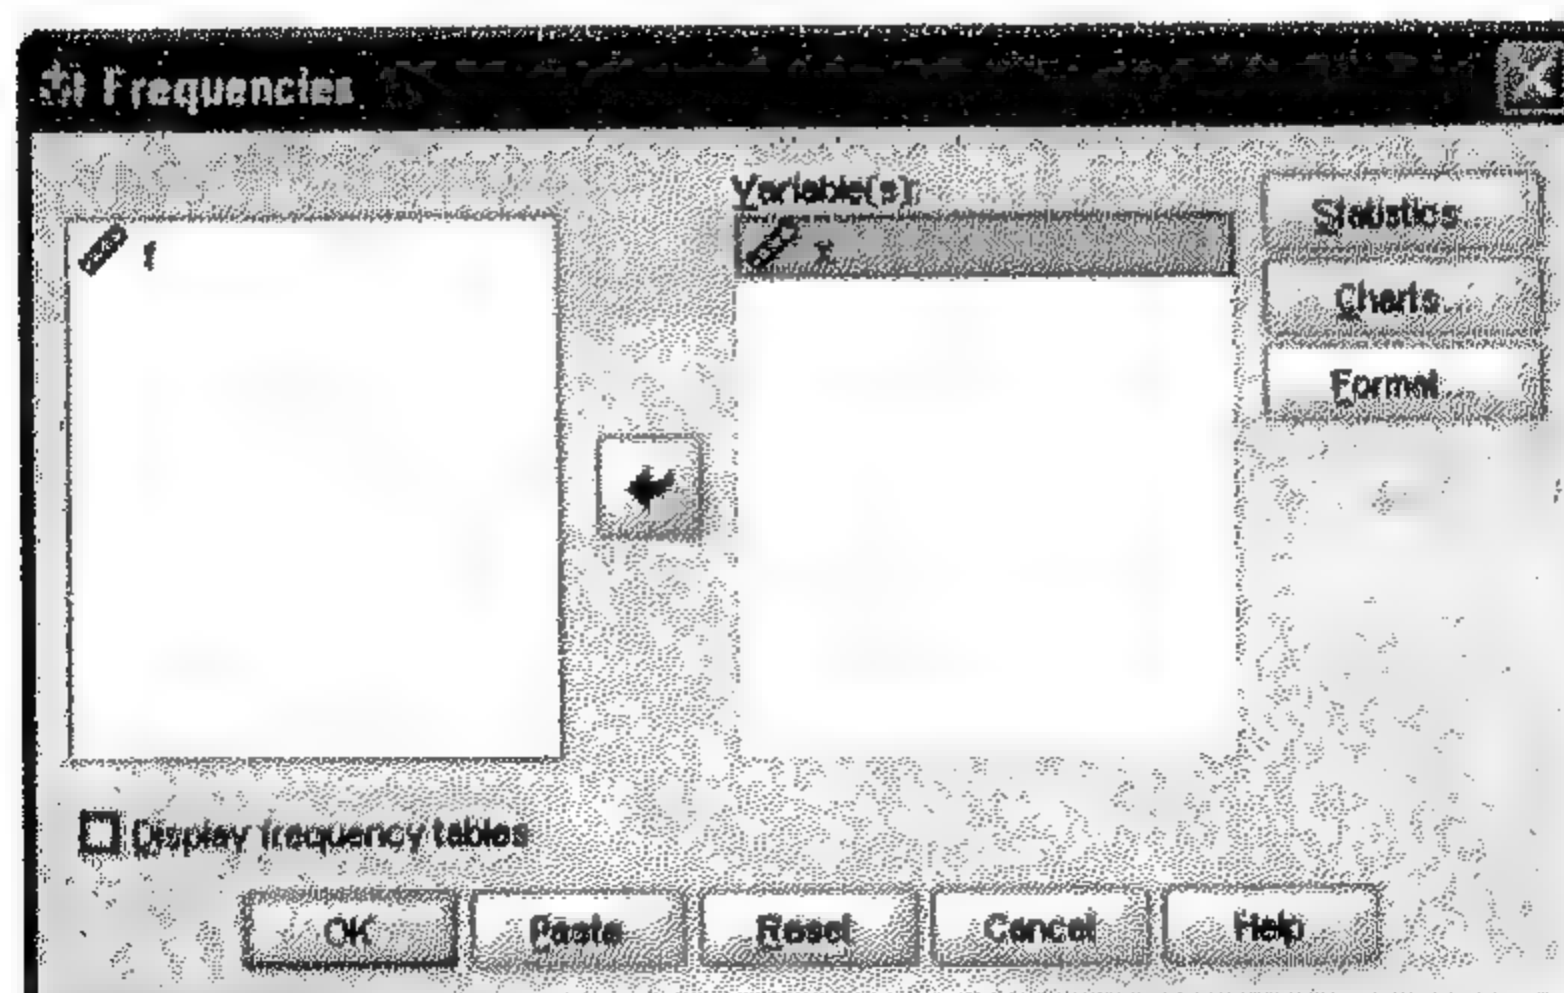 Frequencies
Variable(s):
f
x
Statistics...
Charts...
Format...
Display frequency tables
OK
Paste
Reset
Cancel
Help